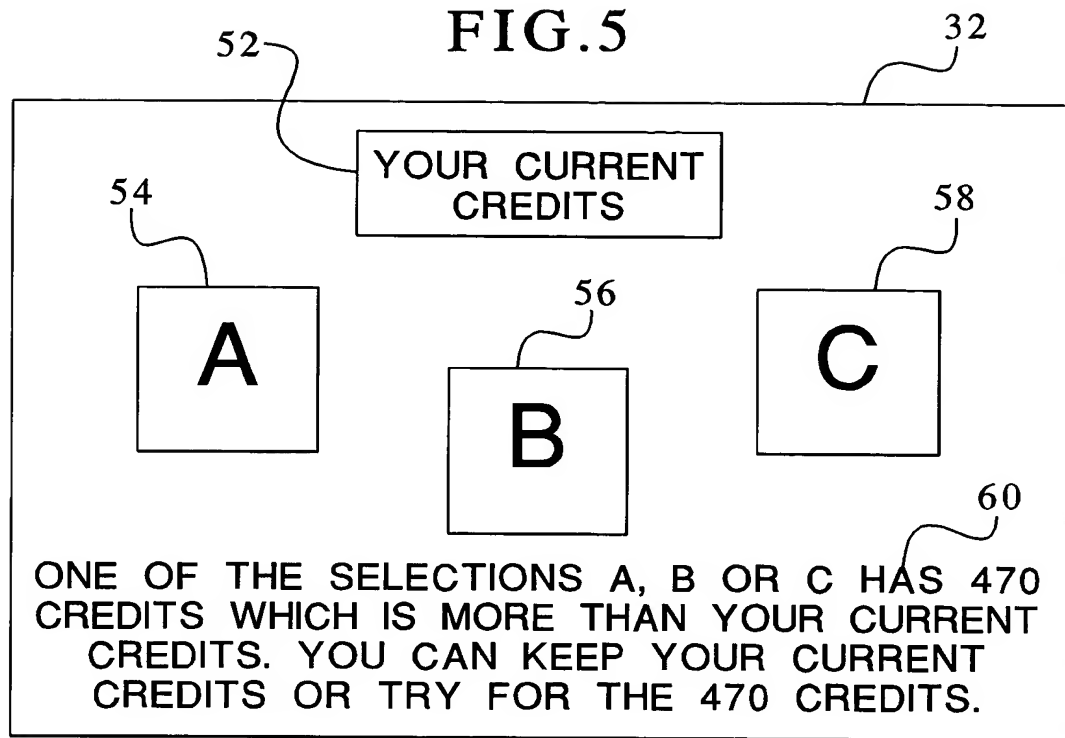 FIG.5
52
32
YOUR CURRENT
CREDITS
54
58
56
A
B
C
60
ONE OF THE SELECTIONS A, B OR C HAS 470
CREDITS WHICH IS MORE THAN YOUR CURRENT
CREDITS. YOU CAN KEEP YOUR CURRENT
CREDITS OR TRY FOR THE 470 CREDITS.